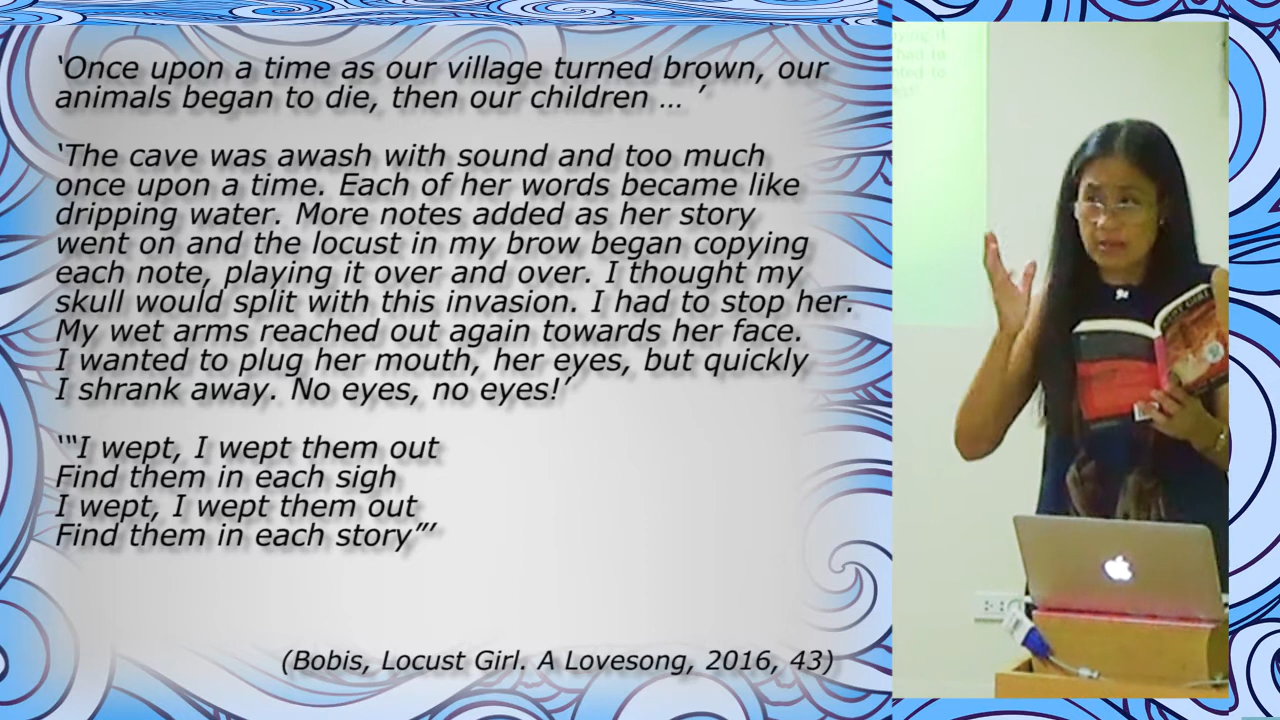 ‘Once upon a time as our village turned brown, our
animals began to die, then our children … ’
‘The cave was awash with sound and too much
once upon a time. Each of her words became like
dripping water. More notes added as her story
went on and the locust in my brow began copying
each note, playing it over and over. I thought my
skull would split with this invasion. I had to stop her.
My wet arms reached out again towards her face.
I wanted to plug her mouth, her eyes, but quickly
I shrank away. No eyes, no eyes!’
‘“I wept, I wept them out
Find them in each sigh
I wept, I wept them out
Find them in each story”’
(Bobis, Locust Girl. A Lovesong, 2016, 43)